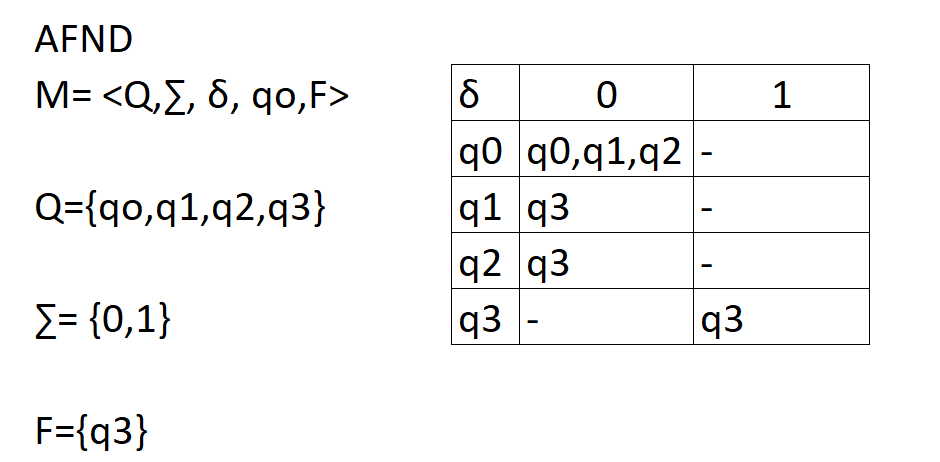 AFND
M= <Q,∑, δ, qo,F>
Q={qo,q1,q2,q3}
∑= {0,1}
F={q3}
δ 0 1
q0 q0,q1,q2 -
q1 q3 -
q2 q3 -
q3 - q3